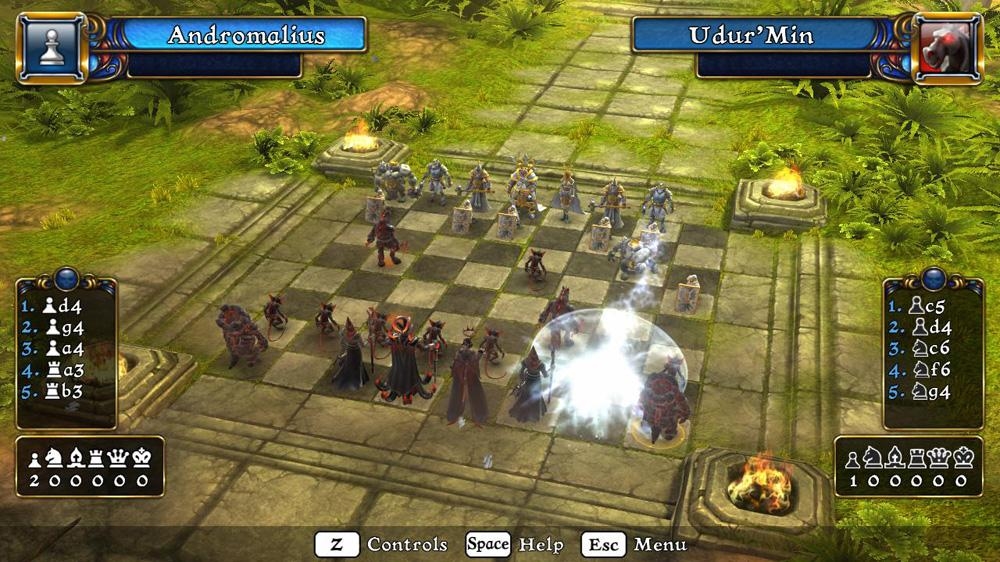 Andromalius
Udur'Min
1. d4
2. g4
3. a4
4. a3
5. b3
1. c5
2. d4
3. c6
4. f6
5. g4
2 0 0 0 0 0
1 0 0 0 0 0
Z Controls Space Help Esc Menu